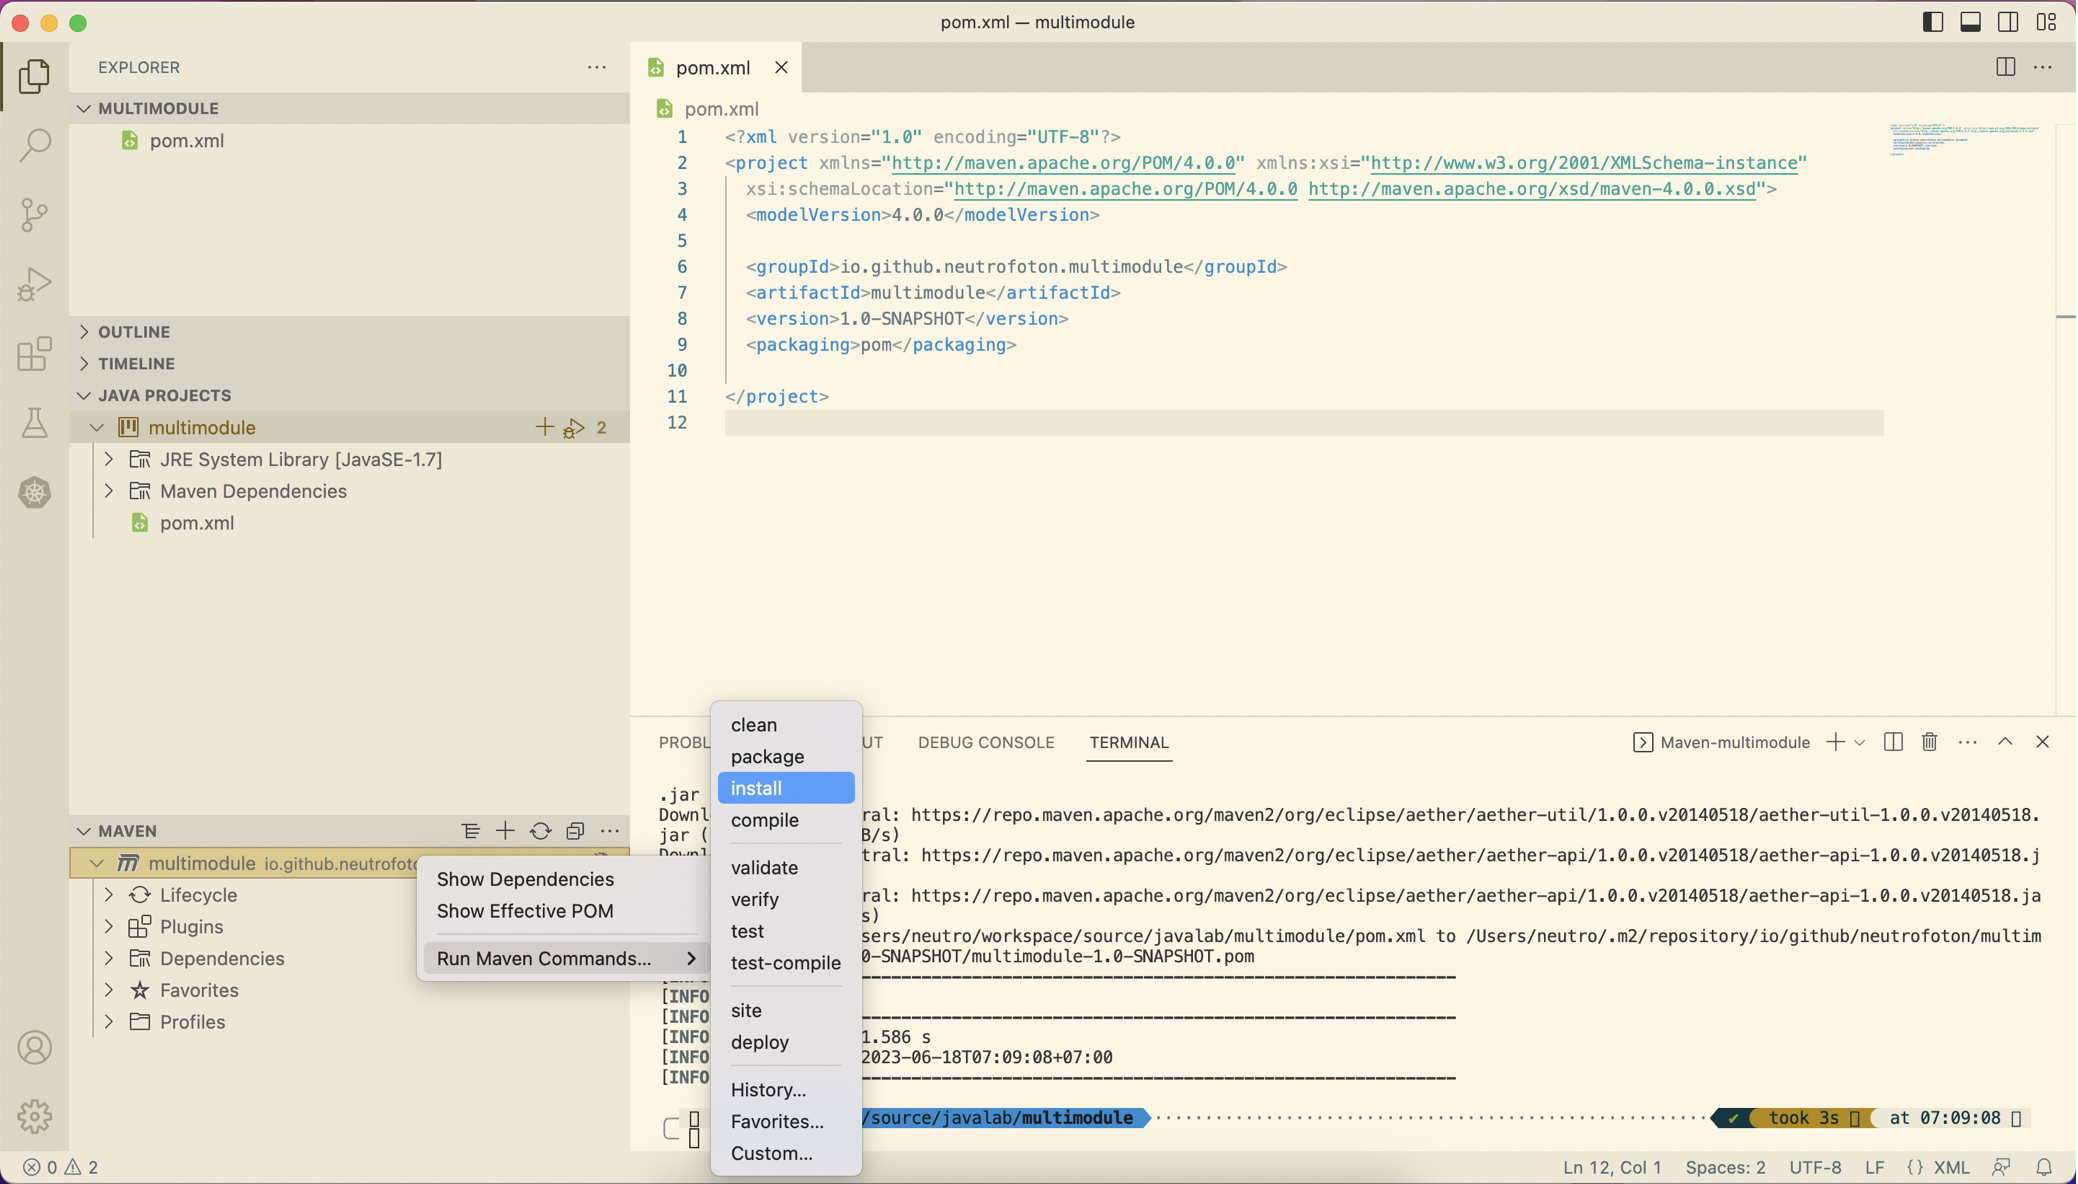 pom.xml — multimodule
EXPLORER
MULTIMODULE
pom.xml
OUTLINE
TIMELINE
JAVA PROJECTS
multimodule
2
JRE System Library [JavaSE-1.7]
Maven Dependencies
pom.xml
MAVEN
multimodule io.github.neutrofoto
Lifecycle
Plugins
Dependencies
Favorites
Profiles
Show Dependencies
Show Effective POM
Run Maven Commands...
clean
package
install
compile
validate
verify
test
test-compile
site
deploy
History...
Favorites...
Custom...
pom.xml
pom.xml
1 <?xml version="1.0" encoding="UTF-8"?>
2 <project xmlns="http://maven.apache.org/POM/4.0.0" xmlns:xsi="http://www.w3.org/2001/XMLSchema-instance"
3 xsi:schemaLocation="http://maven.apache.org/POM/4.0.0 http://maven.apache.org/xsd/maven-4.0.0.xsd">
4 <modelVersion>4.0.0</modelVersion>
5
6 <groupId>io.github.neutrofoton.multimodule</groupId>
7 <artifactId>multimodule</artifactId>
8 <version>1.0-SNAPSHOT</version>
9 <packaging>pom</packaging>
10
11 </project>
12
PROBL UT DEBUG CONSOLE TERMINAL
Maven-multimodule
.jar
Downl ral: https://repo.maven.apache.org/maven2/org/eclipse/aether/aether-util/1.0.0.v20140518/aether-util-1.0.0.v20140518.
jar ( B/s)
Downl tral: https://repo.maven.apache.org/maven2/org/eclipse/aether/aether-api/1.0.0.v20140518/aether-api-1.0.0.v20140518.j
ral: https://repo.maven.apache.org/maven2/org/eclipse/aether/aether-api/1.0.0.v20140518/aether-api-1.0.0.v20140518.ja
s)
sers/neutro/workspace/source/javalab/multimodule/pom.xml to /Users/neutro/.m2/repository/io/github/neutrofoton/multim
0-SNAPSHOT/multimodule-1.0-SNAPSHOT.pom
[INFO
[INFO
[INFO
[INFO 1.586 s
[INFO 2023-06-18T07:09:08+07:00
[INFO
/source/javalab/multimodule
✔ took 3s at 07:09:08
0 2
Ln 12, Col 1 Spaces: 2 UTF-8 LF {} XML